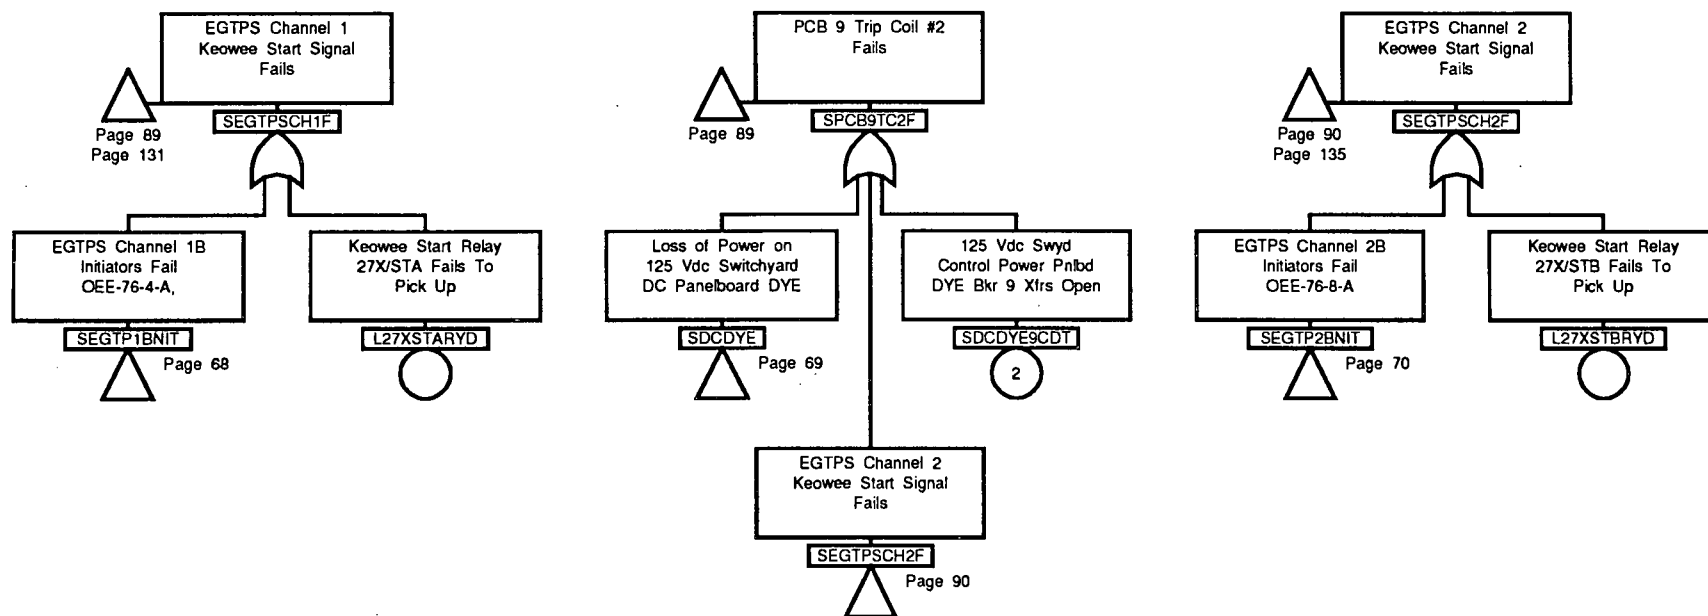 EGTPS Channel 1
Keowee Start Signal
Fails
Page 89
Page 131
SEGTPSCH1F
EGTPS Channel 1B
Initiators Fail
OEE-76-4-A,
SEGTP1BNIT
Page 68
Keowee Start Relay
27X/STA Fails To
Pick Up
L27XSTARYD
PCB 9 Trip Coil #2
Fails
Page 89
SPCB9TC2F
Loss of Power on
125 Vdc Switchyard
DC Panelboard DYE
SDCDYE
Page 69
125 Vdc Swyd
Control Power Pnlbd
DYE Bkr 9 Xfrs Open
SDCDYE9CDT
2
EGTPS Channel 2
Keowee Start Signal
Fails
SEGTPSCH2F
Page 90
EGTPS Channel 2
Keowee Start Signal
Fails
Page 90
Page 135
SEGTPSCH2F
EGTPS Channel 2B
Initiators Fail
OEE-76-8-A
SEGTP2BNIT
Page 70
Keowee Start Relay
27X/STB Fails To
Pick Up
L27XSTBRYD